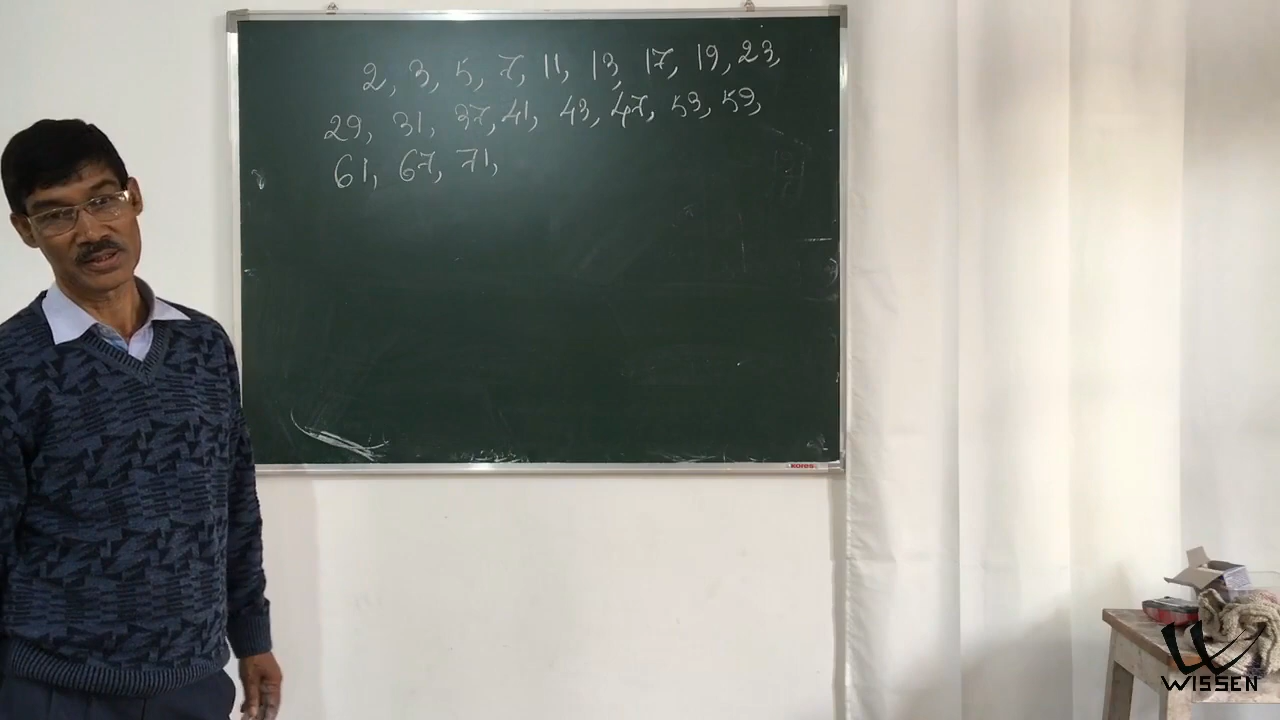 2, 3, 5, 7, 11, 13, 17, 19, 23,
29, 31, 37, 41, 43, 47, 53, 59,
61, 67, 71,
kores
WISSEN